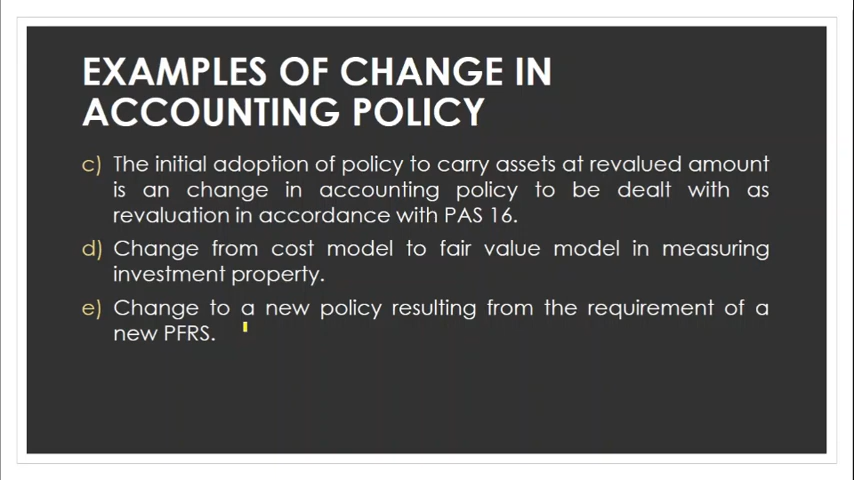 EXAMPLES OF CHANGE IN
ACCOUNTING POLICY
c) The initial adoption of policy to carry assets at revalued amount
is an change in accounting policy to be dealt with as
revaluation in accordance with PAS 16.
d) Change from cost model to fair value model in measuring
investment property.
e) Change to a new policy resulting from the requirement of a
new PFRS.